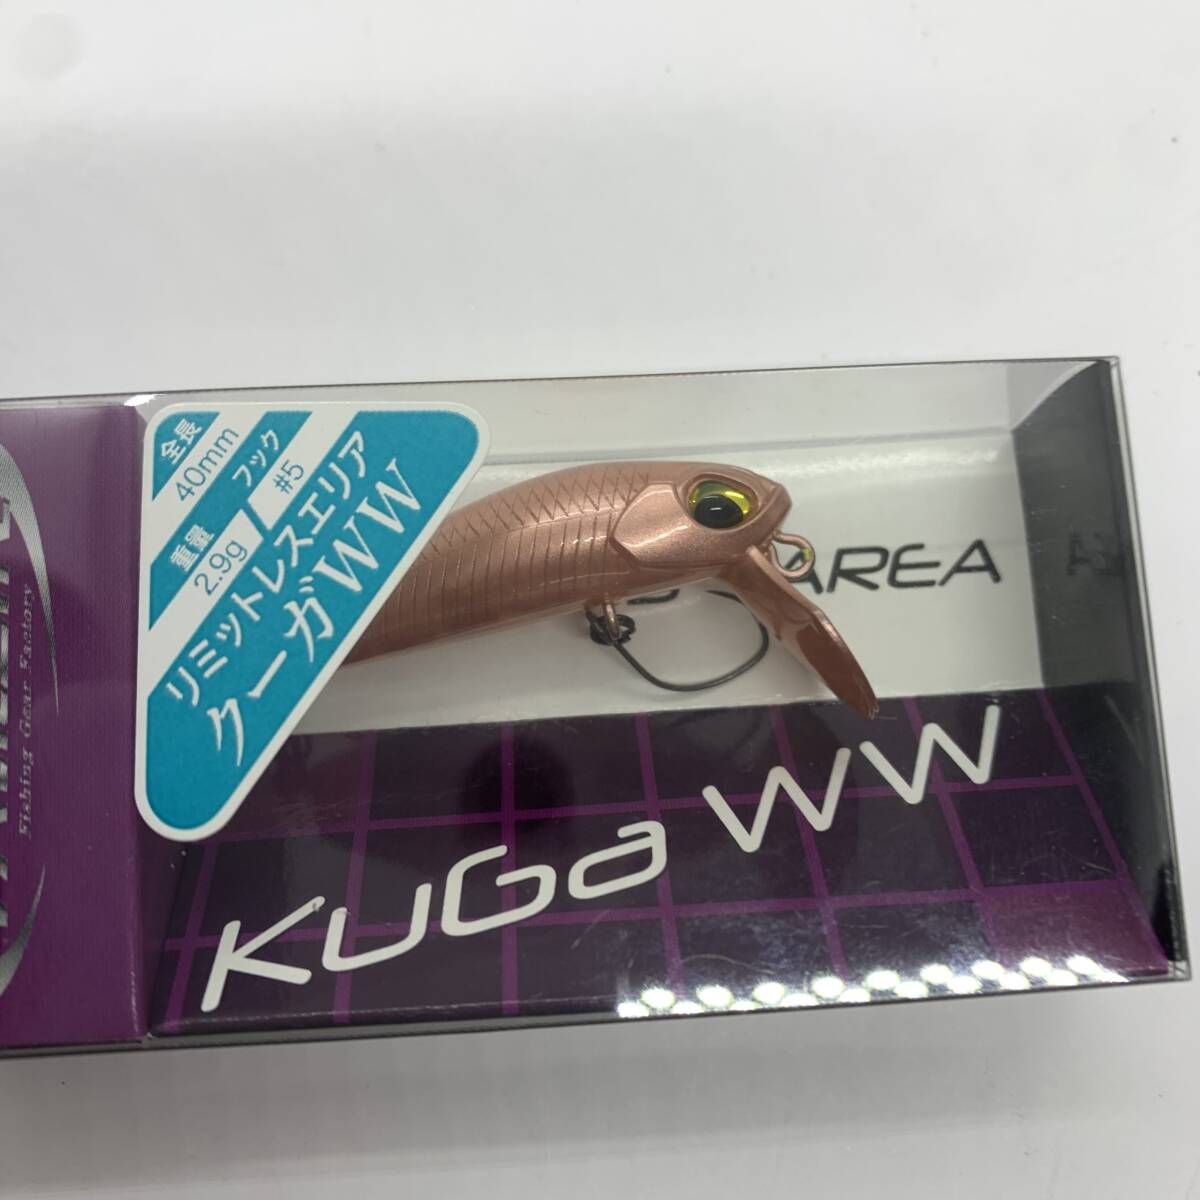 全長
40mm
フック
#5
重量
2.9g
リミットレスエリア
クーガWW
AREA
KuGa WW
Fishing Gear Factory